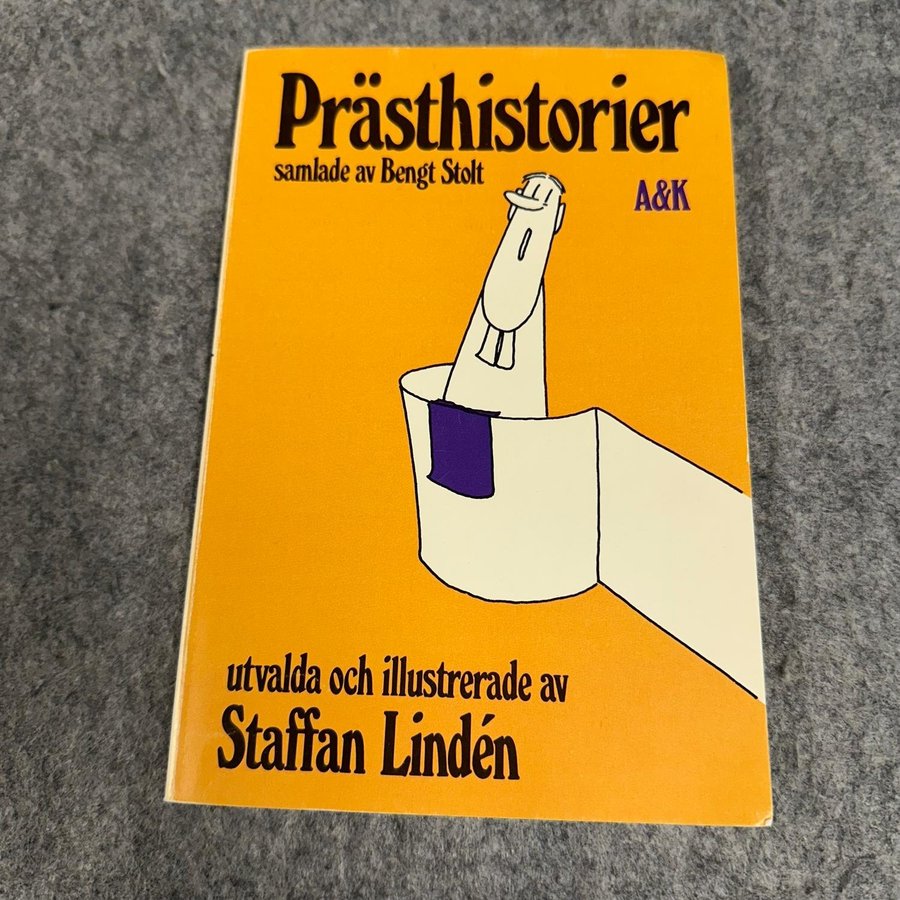 Prästhistorier
samlade av Bengt Stolt
A&K
utvalda och illustrerade av
Staffan Lindén